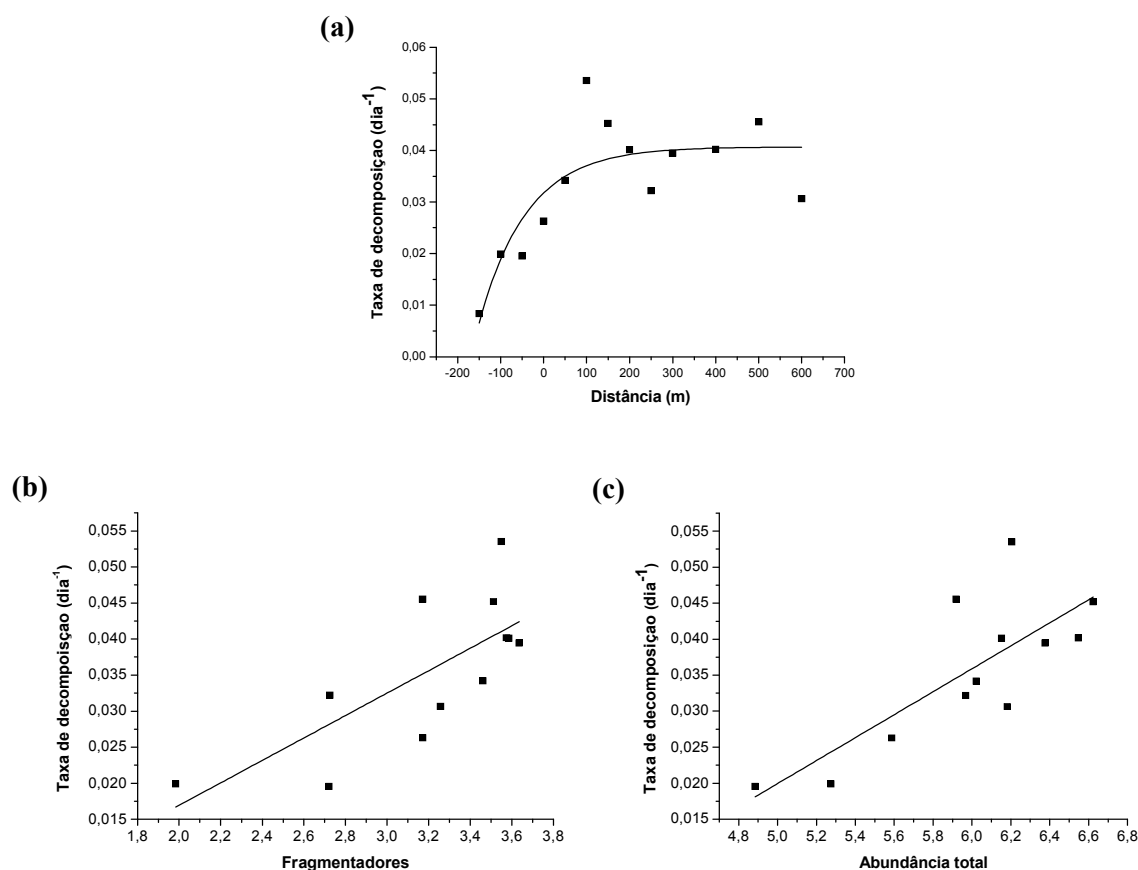 (a)
0,06
0,05
0,04
0,03
0,02
0,01
0,00
Taxa de decomposiçao (dia-1)
-200 -100 0 100 200 300 400 500 600 700
Distância (m)
(b)
0,055
0,050
0,045
0,040
0,035
0,030
0,025
0,020
0,015
Taxa de decompoisçao (dia-1)
1,8 2,0 2,2 2,4 2,6 2,8 3,0 3,2 3,4 3,6 3,8
Fragmentadores
(c)
0,055
0,050
0,045
0,040
0,035
0,030
0,025
0,020
0,015
Taxa de decomposiçao (dia-1)
4,8 5,0 5,2 5,4 5,6 5,8 6,0 6,2 6,4 6,6 6,8
Abundância total